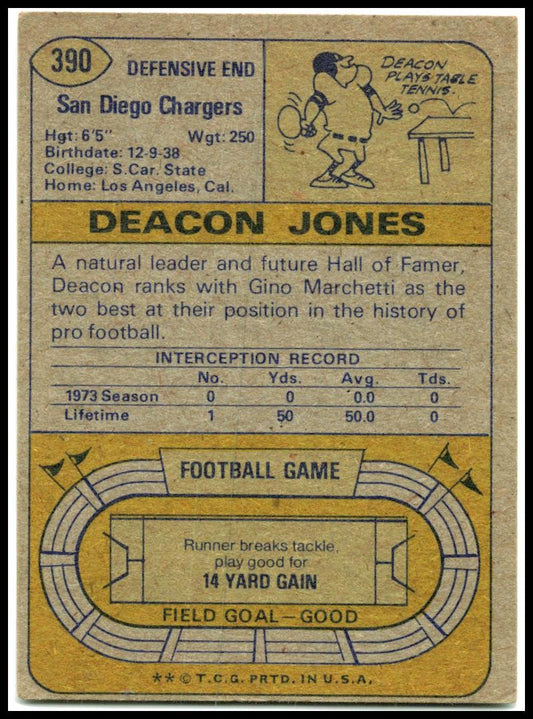 390
DEFENSIVE END
San Diego Chargers
Hgt: 6'5" Wgt: 250
Birthdate: 12-9-38
College: S.Car. State
Home: Los Angeles, Cal.
DEACON
PLAYS TABLE
TENNIS.
DEACON JONES
A natural leader and future Hall of Famer,
Deacon ranks with Gino Marchetti as the
two best at their position in the history of
pro football.
INTERCEPTION RECORD
No. Yds. Avg. Tds.
1973 Season 0 0 0.0 0
Lifetime 1 50 50.0 0
FOOTBALL GAME
Runner breaks tackle,
play good for
14 YARD GAIN
FIELD GOAL—GOOD
** © T.C.G. PRTD. IN U.S.A.